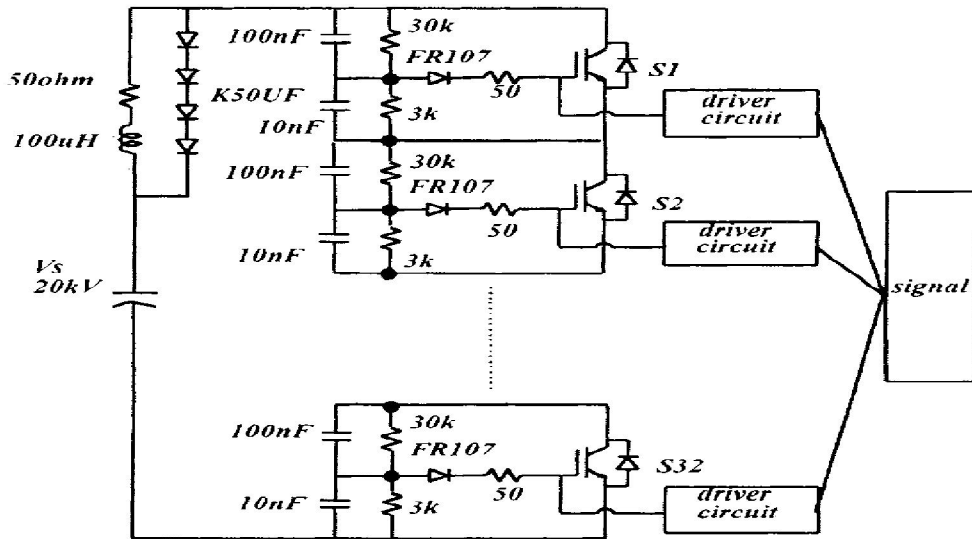 100nF
30k
FR107
50
S1
50ohm
K50UF
10nF
3k
driver
circuit
100uH
100nF
30k
FR107
50
S2
10nF
3k
driver
circuit
Vs
20kV
signal
100nF
30k
FR107
50
S32
10nF
3k
driver
circuit